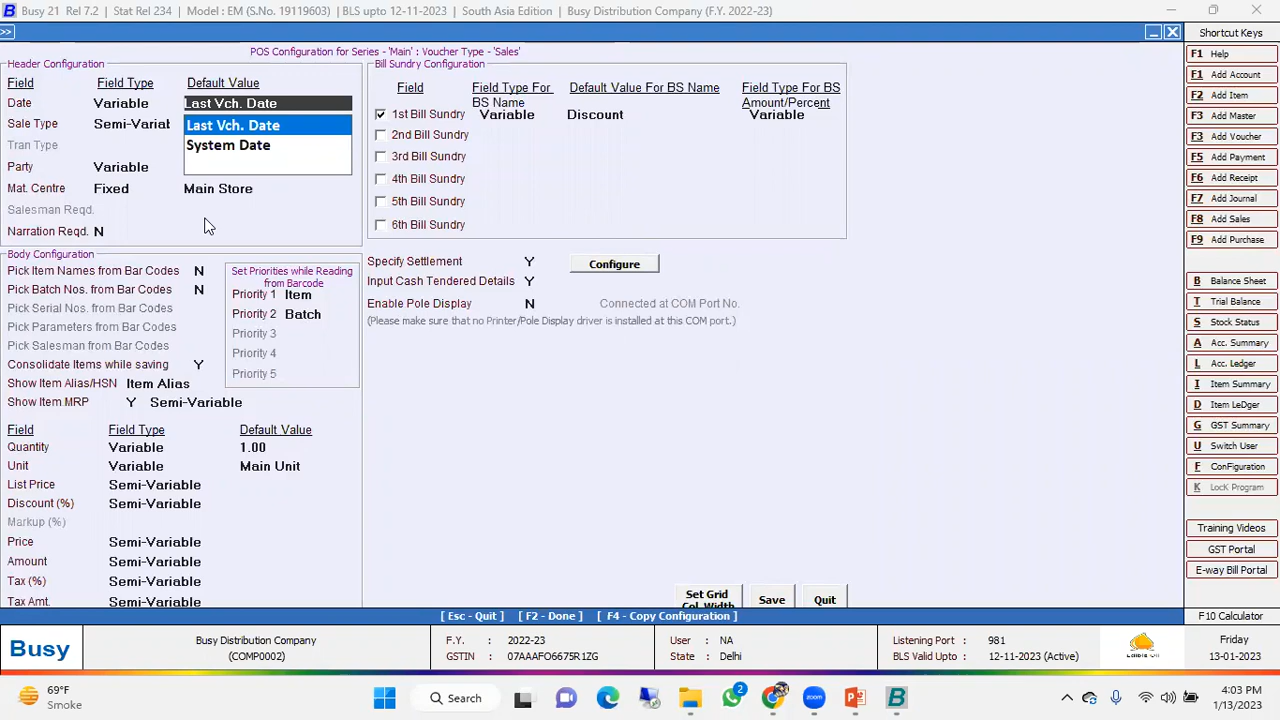 Busy 21 Rel 7.2 | Stat Rel 234 | Model : EM (S.No. 19119603) | BLS upto 12-11-2023 | South Asia Edition | Busy Distribution Company (F.Y. 2022-23)
>>
POS Configuration for Series - 'Main' : Voucher Type - 'Sales'
Header Configuration
Field Field Type Default Value
Date Variable Last Vch. Date
Sale Type Semi-Variat Last Vch. Date
Tran Type System Date
Party Variable
Mat. Centre Fixed Main Store
Salesman Reqd.
Narration Reqd. N
Bill Sundry Configuration
Field Field Type For BS Name Default Value For BS Name Field Type For BS Amount/Percent
1st Bill Sundry Variable Discount Variable
2nd Bill Sundry
3rd Bill Sundry
4th Bill Sundry
5th Bill Sundry
6th Bill Sundry
Body Configuration
Pick Item Names from Bar Codes N
Pick Batch Nos. from Bar Codes N
Pick Serial Nos. from Bar Codes
Pick Parameters from Bar Codes
Pick Salesman from Bar Codes
Consolidate Items while saving Y
Show Item Alias/HSN Item Alias
Show Item MRP Y Semi-Variable
Set Priorities while Reading
from Barcode
Priority 1 Item
Priority 2 Batch
Priority 3
Priority 4
Priority 5
Specify Settlement Y Configure
Input Cash Tendered Details Y
Enable Pole Display N Connected at COM Port No.
(Please make sure that no Printer/Pole Display driver is installed at this COM port.)
Field Field Type Default Value
Quantity Variable 1.00
Unit Variable Main Unit
List Price Semi-Variable
Discount (%) Semi-Variable
Markup (%)
Price Semi-Variable
Amount Semi-Variable
Tax (%) Semi-Variable
Tax Amt. Semi-Variable
Set Grid
Col. Width
Save Quit
[ Esc - Quit ] [ F2 - Done ] [ F4 - Copy Configuration ]
Shortcut Keys
F1 Help
F1 Add Account
F2 Add Item
F3 Add Master
F3 Add Voucher
F5 Add Payment
F6 Add Receipt
F7 Add Journal
F8 Add Sales
F9 Add Purchase
B Balance Sheet
T Trial Balance
S Stock Status
A Acc. Summary
L Acc. Ledger
I Item Summary
D Item LeDger
G GST Summary
U Switch User
F ConFiguration
K LocK Program
Training Videos
GST Portal
E-way Bill Portal
F10 Calculator
Busy
Busy Distribution Company
(COMP0002)
F.Y. : 2022-23
GSTIN : 07AAAFO6675R1ZG
User : NA
State : Delhi
Listening Port : 981
BLS Valid Upto : 12-11-2023 (Active)
Friday
13-01-2023
69°F
Smoke
Search
2
4:03 PM
1/13/2023